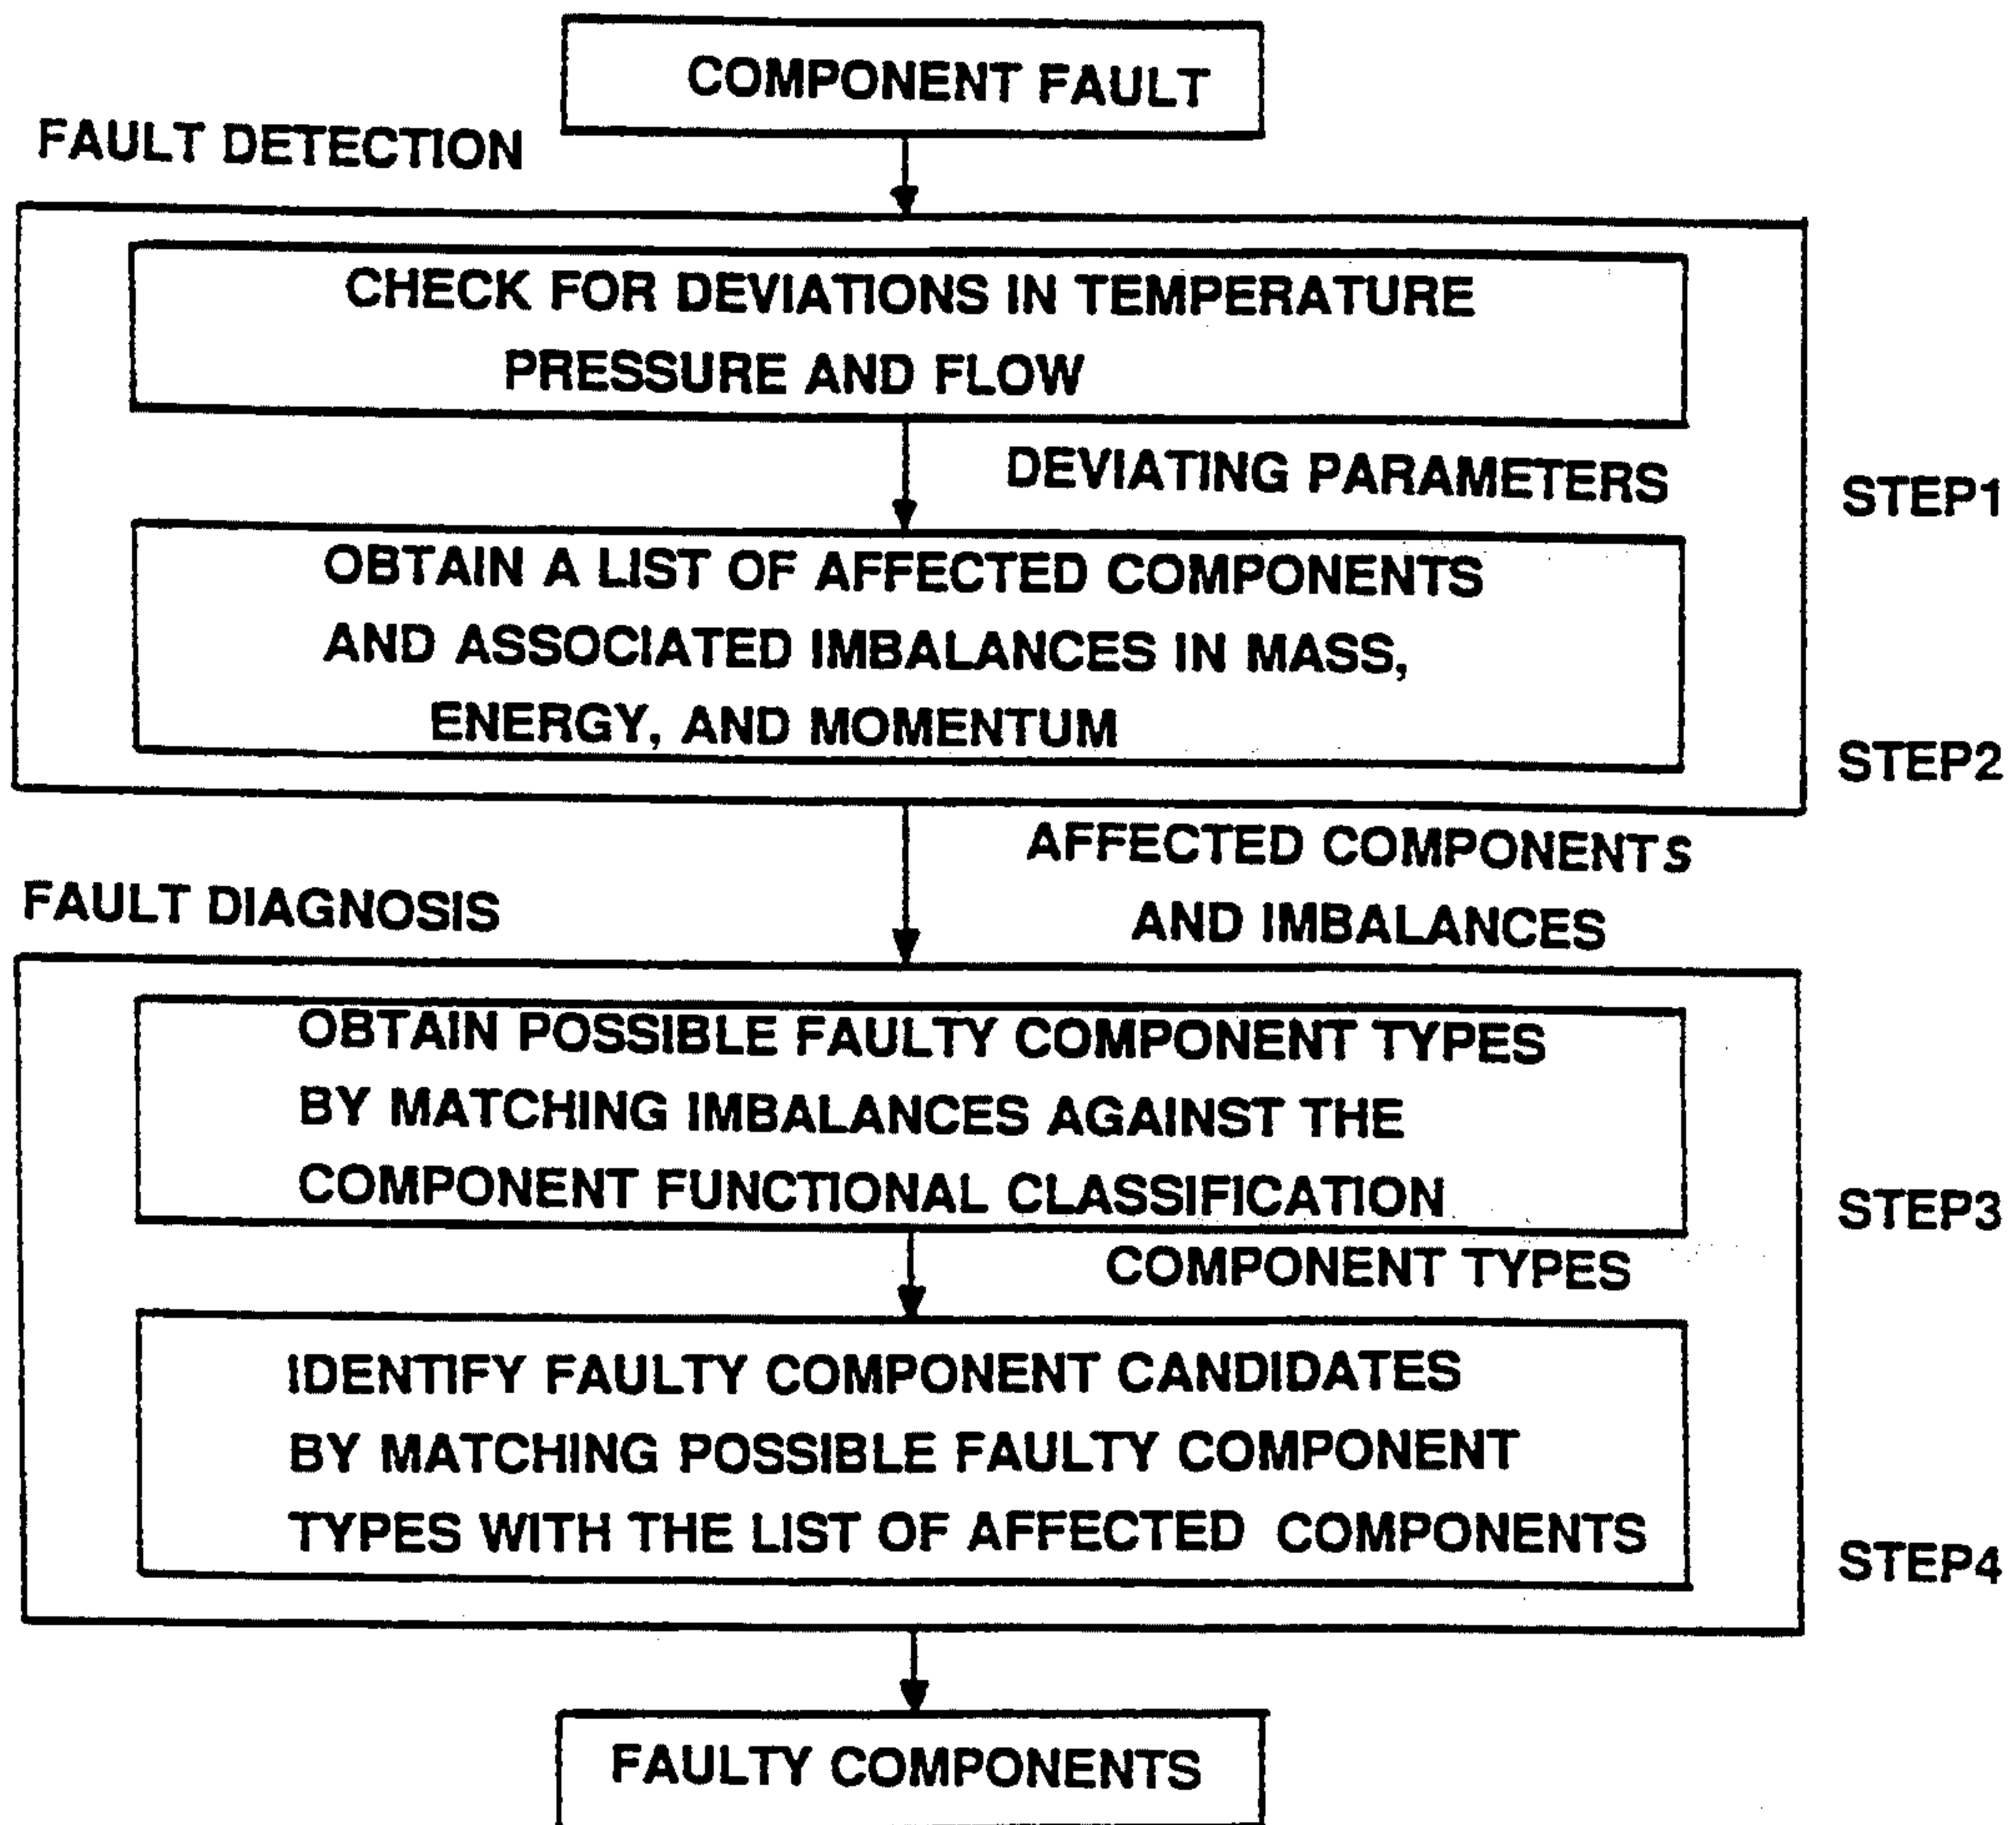 COMPONENT FAULT
FAULT DETECTION
CHECK FOR DEVIATIONS IN TEMPERATURE
PRESSURE AND FLOW
DEVIATING PARAMETERS
STEP1
OBTAIN A LIST OF AFFECTED COMPONENTS
AND ASSOCIATED IMBALANCES IN MASS,
ENERGY, AND MOMENTUM
STEP2
AFFECTED COMPONENTS
AND IMBALANCES
FAULT DIAGNOSIS
OBTAIN POSSIBLE FAULTY COMPONENT TYPES
BY MATCHING IMBALANCES AGAINST THE
COMPONENT FUNCTIONAL CLASSIFICATION
STEP3
COMPONENT TYPES
IDENTIFY FAULTY COMPONENT CANDIDATES
BY MATCHING POSSIBLE FAULTY COMPONENT
TYPES WITH THE LIST OF AFFECTED COMPONENTS
STEP4
FAULTY COMPONENTS